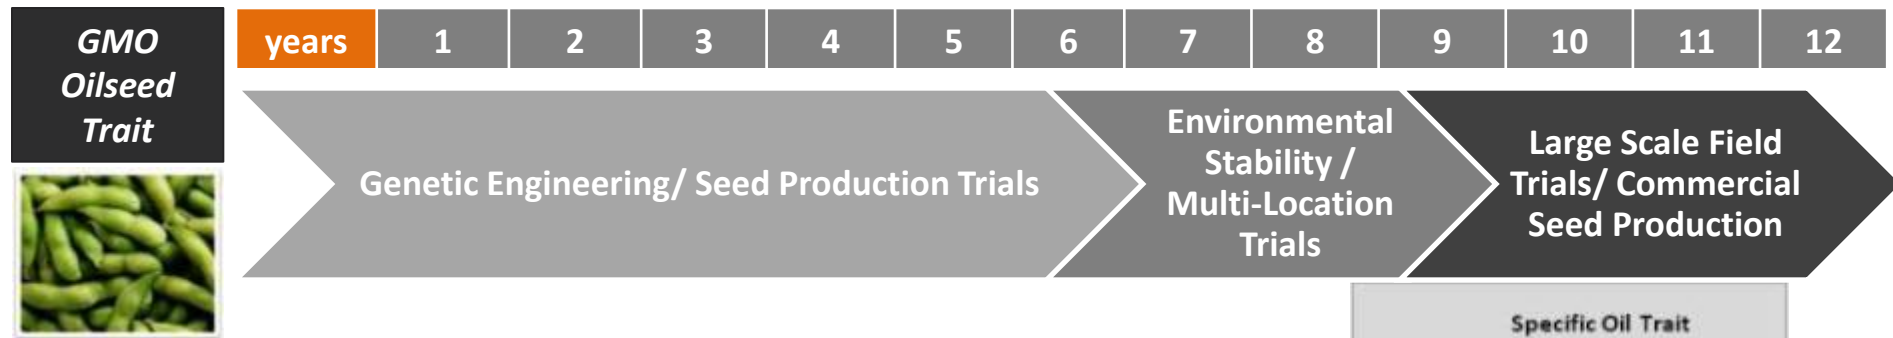 GMO
Oilseed
Trait
years 1 2 3 4 5 6 7 8 9 10 11 12
Genetic Engineering/ Seed Production Trials
Environmental
Stability /
Multi-Location
Trials
Large Scale Field
Trials/ Commercial
Seed Production
Specific Oil Trait